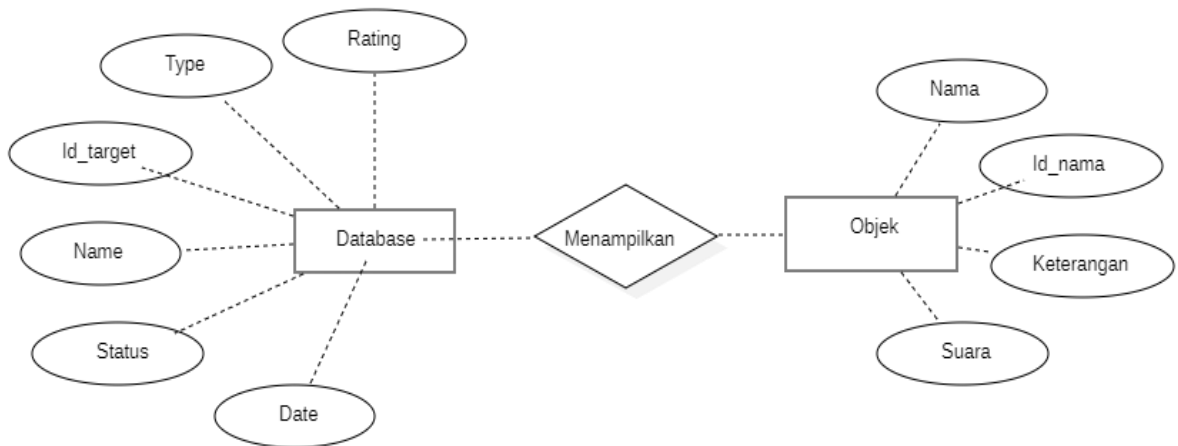 Rating
Type
Nama
Id_target
Id_nama
Database
Menampilkan
Objek
Name
Keterangan
Status
Suara
Date